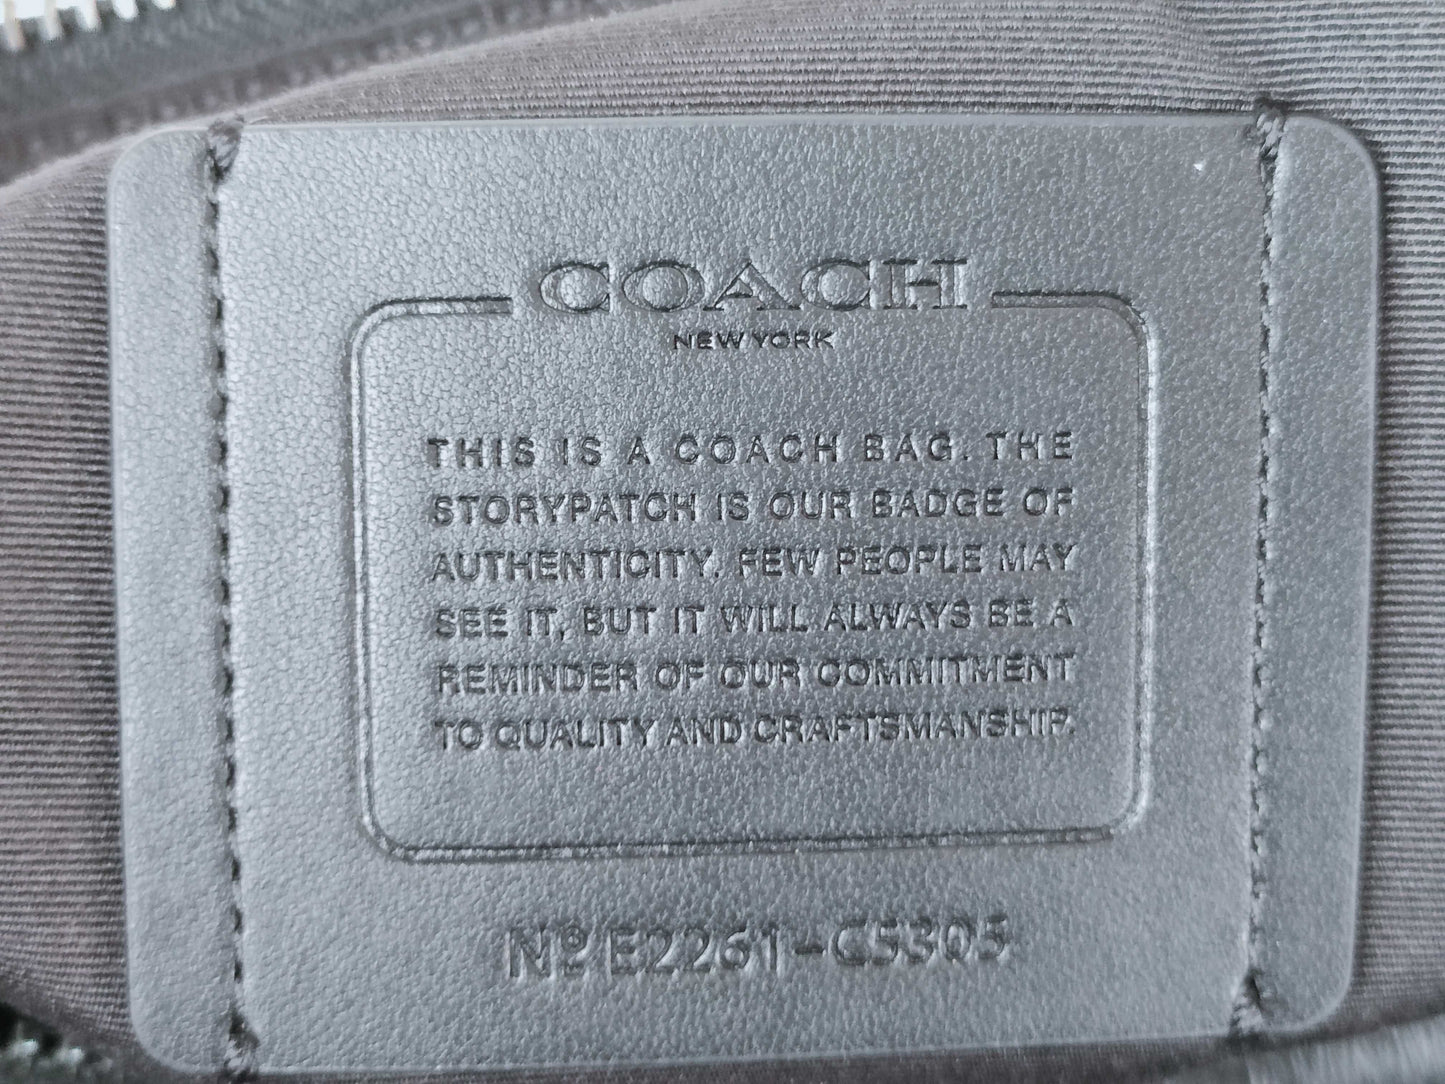 COACH
NEW YORK
THIS IS A COACH BAG. THE
STORYPATCH IS OUR BADGE OF
AUTHENTICITY. FEW PEOPLE MAY
SEE IT, BUT IT WILL ALWAYS BE A
REMINDER OF OUR COMMITMENT
TO QUALITY AND CRAFTSMANSHIP.
Nº E2261-C5305